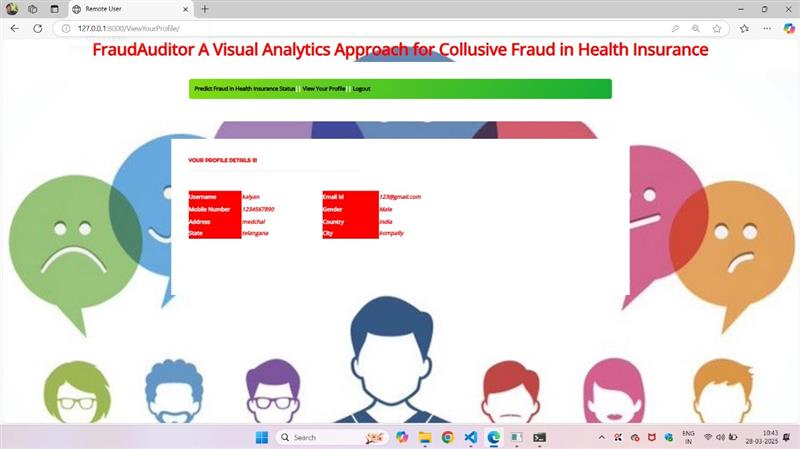 Remote User
127.0.0.1:8000/ViewYourProfile/
FraudAuditor A Visual Analytics Approach for Collusive Fraud in Health Insurance
Predict Fraud in Health Insurance Status || View Your Profile || Logout
YOUR PROFILE DETAILS !!!
Username kalyan Email Id 123@gmail.com
Mobile Number 1234567890 Gender Male
Address medchal Country India
State telangana City kompally
Search
ENG
IN
10:43
28-03-2025